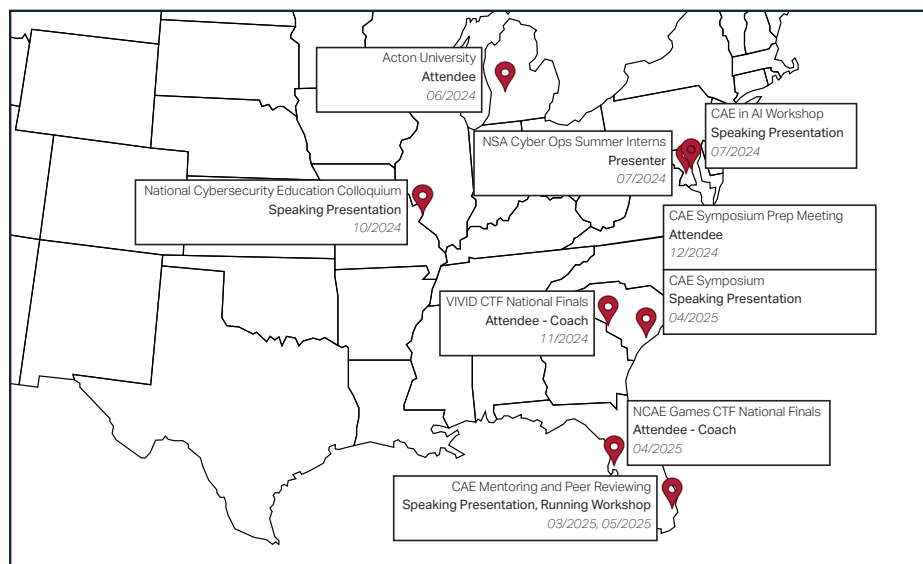 Acton University
Attendee
06/2024
CAE in AI Workshop
Speaking Presentation
07/2024
NSA Cyber Ops Summer Interns
Presenter
07/2024
National Cybersecurity Education Colloquium
Speaking Presentation
10/2024
CAE Symposium Prep Meeting
Attendee
12/2024
CAE Symposium
Speaking Presentation
04/2025
VIVID CTF National Finals
Attendee - Coach
11/2024
NCAE Games CTF National Finals
Attendee - Coach
04/2025
CAE Mentoring and Peer Reviewing
Speaking Presentation, Running Workshop
03/2025, 05/2025